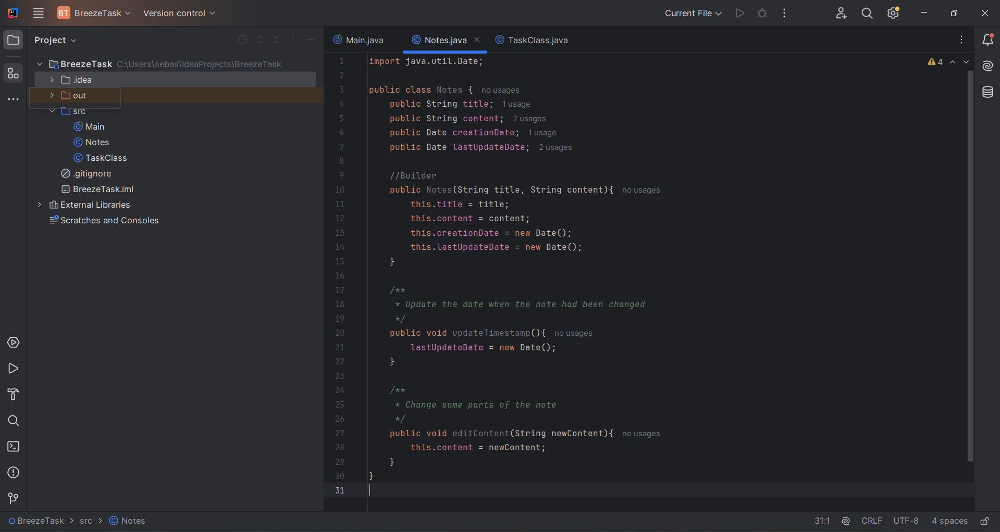 BT BreezeTask Version control Current File
Project
BreezeTask C:\Users\sebas\IdeaProjects\BreezeTask
.idea
out
src
Main
Notes
TaskClass
.gitignore
BreezeTask.iml
External Libraries
Scratches and Consoles
Main.java Notes.java TaskClass.java
4
1 import java.util.Date;
2
3 public class Notes { no usages
4 public String title; 1 usage
5 public String content; 2 usages
6 public Date creationDate; 1 usage
7 public Date lastUpdateDate; 2 usages
8
9 //Builder
10 public Notes(String title, String content){ no usages
11 this.title = title;
12 this.content = content;
13 this.creationDate = new Date();
14 this.lastUpdateDate = new Date();
15 }
16
17 /**
18 * Update the date when the note had been changed
19 */
20 public void updateTimestamp(){ no usages
21 lastUpdateDate = new Date();
22 }
23
24 /**
25 * Change some parts of the note
26 */
27 public void editContent(String newContent){ no usages
28 this.content = newContent;
29 }
30 }
31
BreezeTask > src > Notes 31:1 CRLF UTF-8 4 spaces